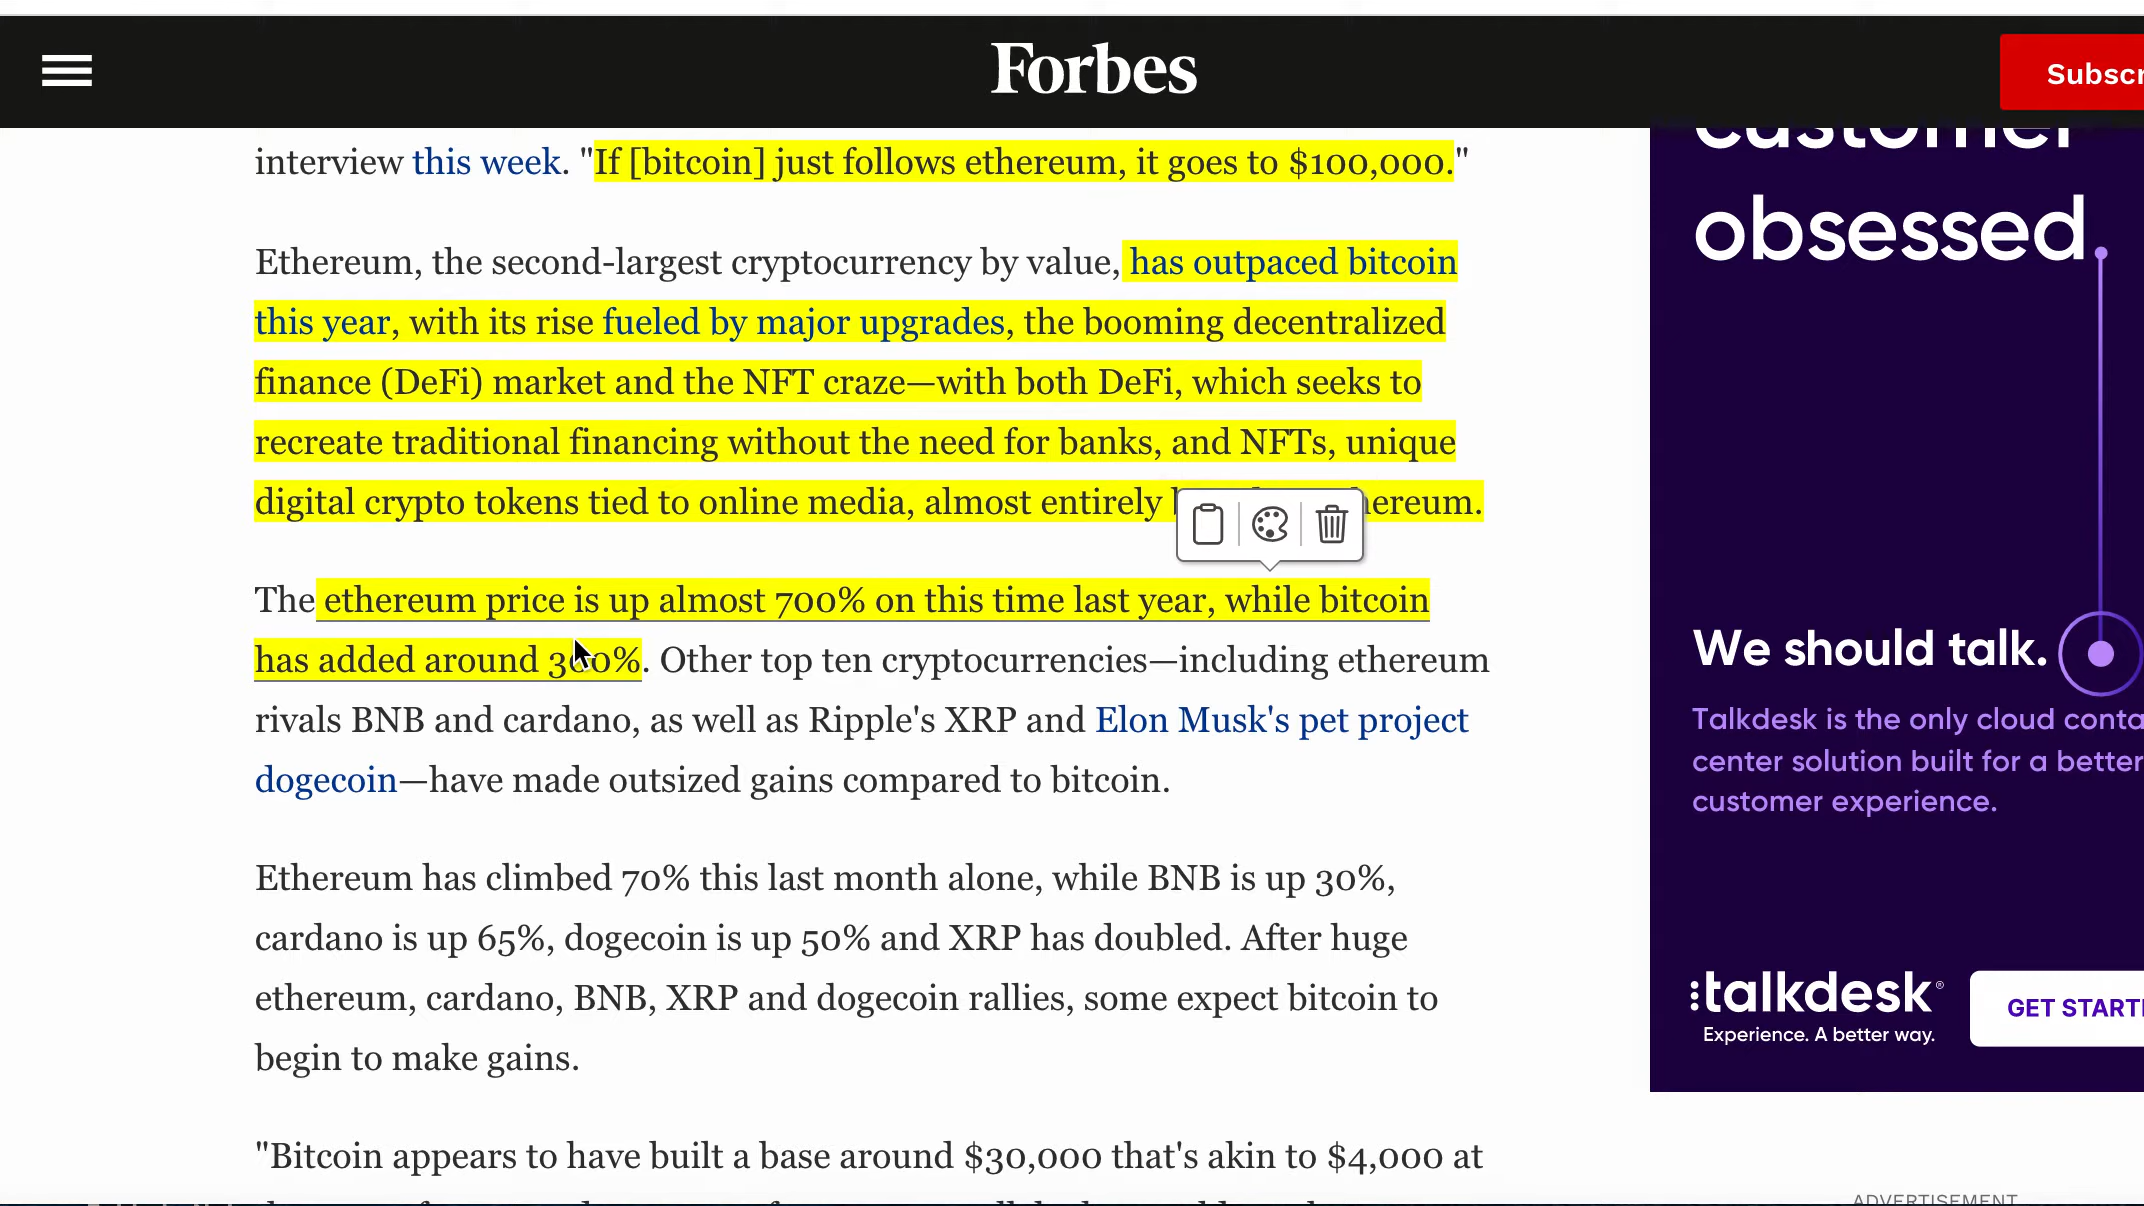 Forbes
Subscr
interview this week. "If [bitcoin] just follows ethereum, it goes to $100,000."
Ethereum, the second-largest cryptocurrency by value, has outpaced bitcoin
this year, with its rise fueled by major upgrades, the booming decentralized
finance (DeFi) market and the NFT craze—with both DeFi, which seeks to
recreate traditional financing without the need for banks, and NFTs, unique
digital crypto tokens tied to online media, almost entirely
The ethereum price is up almost 700% on this time last year, while bitcoin
has added around 300%. Other top ten cryptocurrencies—including ethereum
rivals BNB and cardano, as well as Ripple's XRP and Elon Musk's pet project
dogecoin—have made outsized gains compared to bitcoin.
Ethereum has climbed 70% this last month alone, while BNB is up 30%,
cardano is up 65%, dogecoin is up 50% and XRP has doubled. After huge
ethereum, cardano, BNB, XRP and dogecoin rallies, some expect bitcoin to
begin to make gains.
"Bitcoin appears to have built a base around $30,000 that's akin to $4,000 at
customer
obsessed.
We should talk.
Talkdesk is the only cloud conta
center solution built for a better
customer experience.
:talkdesk®
Experience. A better way.
GET START
ADVERTISEMENT